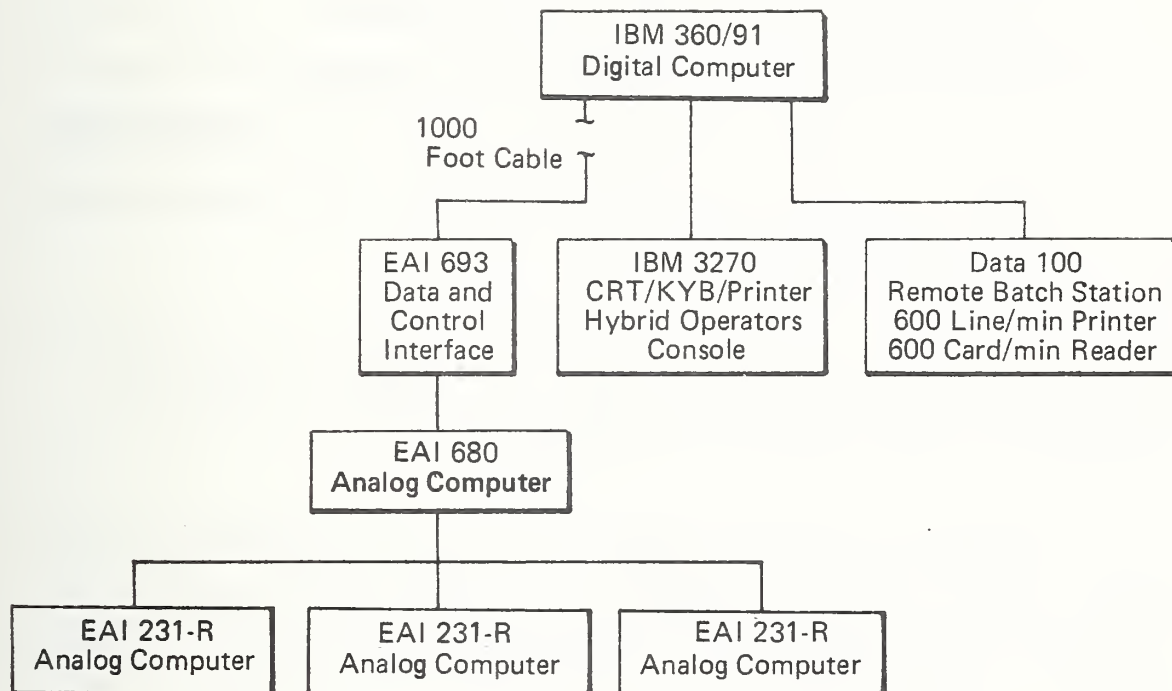 IBM 360/91
Digital Computer
1000
Foot Cable
EAI 693
Data and
Control
Interface
IBM 3270
CRT/KYB/Printer
Hybrid Operators
Console
Data 100
Remote Batch Station
600 Line/min Printer
600 Card/min Reader
EAI 680
Analog Computer
EAI 231-R
Analog Computer
EAI 231-R
Analog Computer
EAI 231-R
Analog Computer